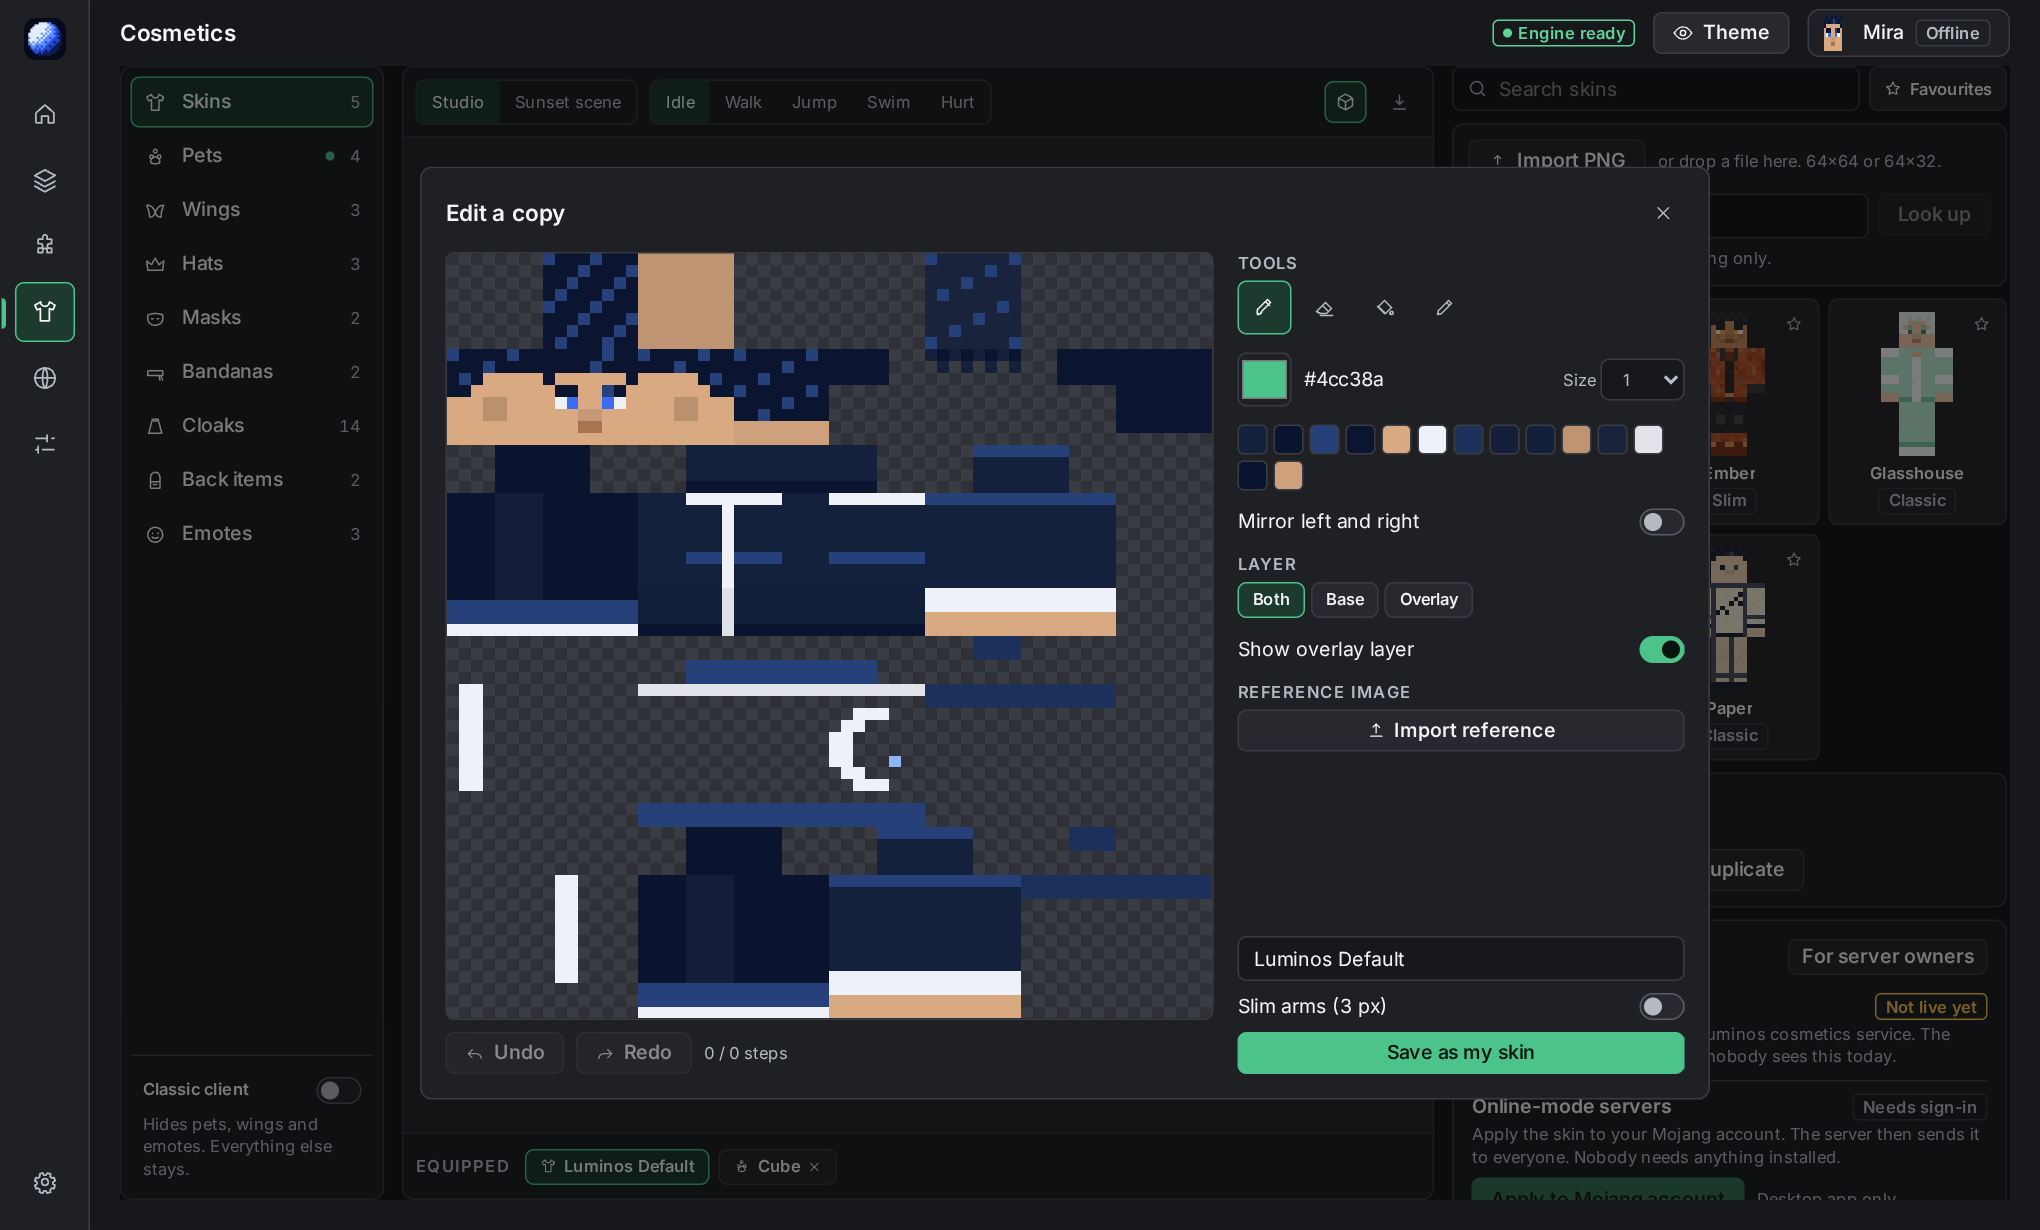 Cosmetics
Engine ready
Theme
Mira
Offline
Skins 5
Pets 4
Wings 3
Hats 3
Masks 2
Bandanas 2
Cloaks 14
Back items 2
Emotes 3
Classic client
Hides pets, wings and
emotes. Everything else
stays.
Studio
Sunset scene
Idle
Walk
Jump
Swim
Hurt
Search skins
Favourites
Import PNG
or drop a file here. 64×64 or 64×32.
Look up
only.
Glasshouse
Slim
Classic
Edit a copy
TOOLS
#4cc38a
Size 1
Mirror left and right
LAYER
Both
Base
Overlay
Show overlay layer
REFERENCE IMAGE
Import reference
Luminos Default
Slim arms (3 px)
Save as my skin
Undo
Redo
0 / 0 steps
For server owners
Not live yet
cosmetics service. The
nobody sees this today.
Online-mode servers
Needs sign-in
Apply the skin to your Mojang account. The server then sends it
to everyone. Nobody needs anything installed.
Apply to Mojang account
Desktop app only
EQUIPPED
Luminos Default
Cube